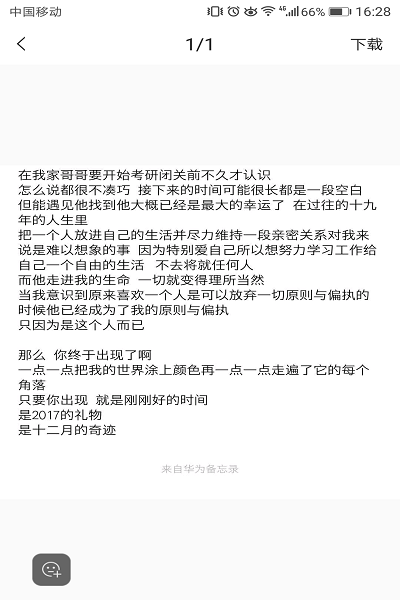 中国移动 4G 66% 16:28
1/1 下载
在我家哥哥要开始考研闭关前不久才认识
怎么说都很不凑巧 接下来的时间可能很长都是一段空白
但能遇见他找到他大概已经是最大的幸运了 在过往的十九
年的人生里
把一个人放进自己的生活并尽力维持一段亲密关系对我来
说是难以想象的事 因为特别爱自己所以想努力学习工作给
自己一个自由的生活 不去将就任何人
而他走进我的生命 一切就变得理所当然
当我意识到原来喜欢一个人是可以放弃一切原则与偏执的
时候他已经成为了我的原则与偏执
只因为是这个人而已
那么 你终于出现了啊
一点一点把我的世界涂上颜色再一点一点走遍了它的每个
角落
只要你出现 就是刚刚好的时间
是2017的礼物
是十二月的奇迹
来自华为备忘录